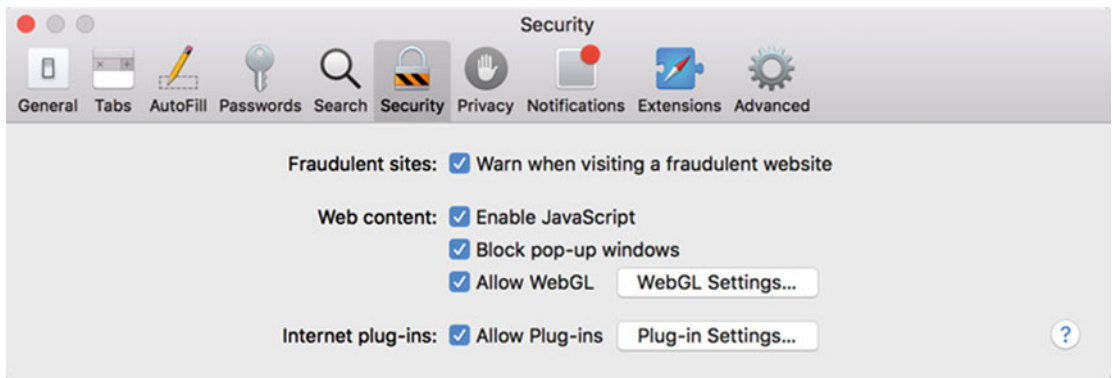 Security
General Tabs AutoFill Passwords Search Security Privacy Notifications Extensions Advanced
Fraudulent sites: Warn when visiting a fraudulent website
Web content: Enable JavaScript
Block pop-up windows
Allow WebGL WebGL Settings...
Internet plug-ins: Allow Plug-ins Plug-in Settings... ?